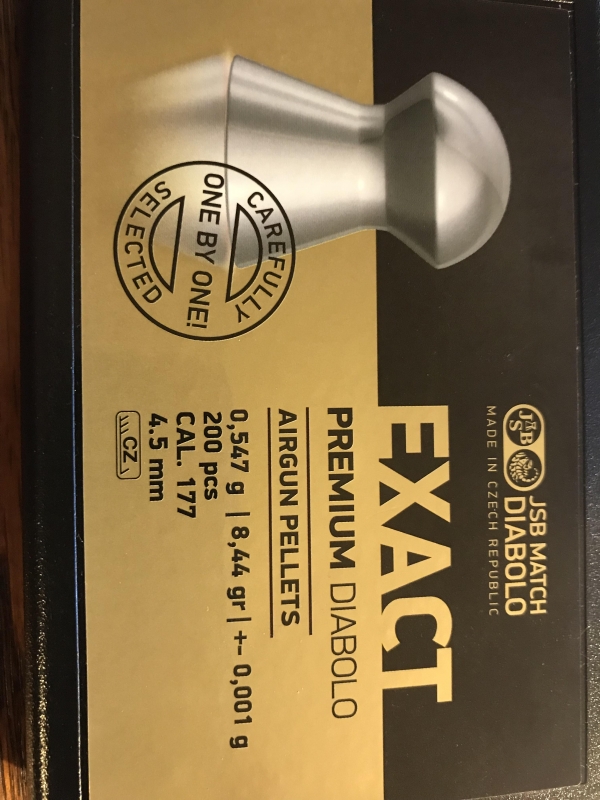 JSB
JSB MATCH
DIABOLO
MADE IN CZECH REPUBLIC
EXACT
PREMIUM DIABOLO
AIRGUN PELLETS
0,547 g | 8,44 gr | +- 0,001 g
200 pcs
CAL. 177
4.5 mm
CZ.
CAREFULLY
ONE BY ONE!
SELECTED